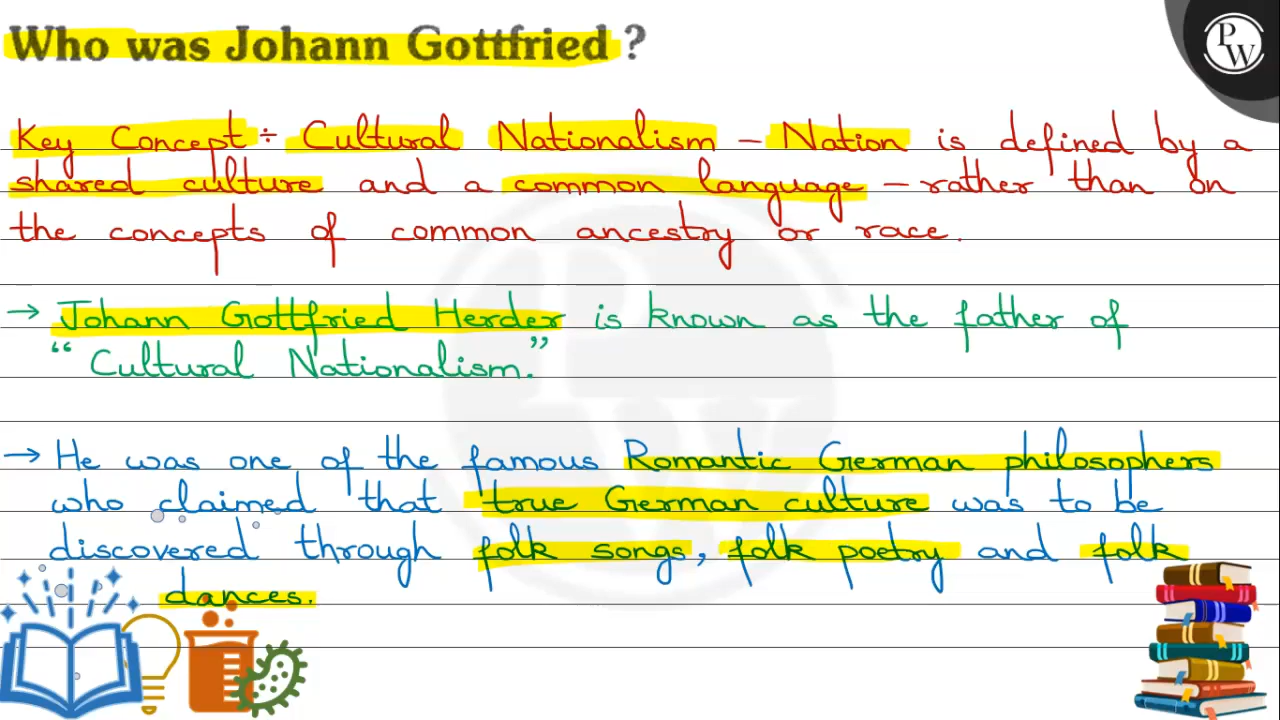 Who was Johann Gottfried ?
PW
Key Concept ÷ Cultural Nationalism - Nation is defined by a
shared culture and a common language - rather than on
the concepts of common ancestry or race.
→ Johann Gottfried Herder is known as the father of
“ Cultural Nationalism.”
→ He was one of the famous Romantic German philosophers
who claimed that true German culture was to be
discovered through folk songs, folk poetry and folk
dances.